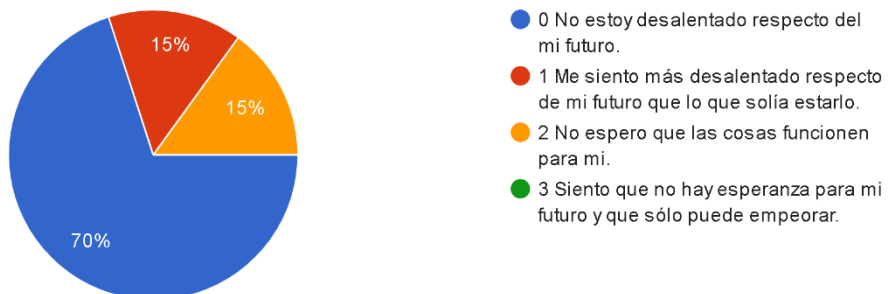 15%
15%
70%
0 No estoy desalentado respecto del
mi futuro.
1 Me siento más desalentado respecto
de mi futuro que lo que solía estarlo.
2 No espero que las cosas funcionen
para mi.
3 Siento que no hay esperanza para mi
futuro y que sólo puede empeorar.